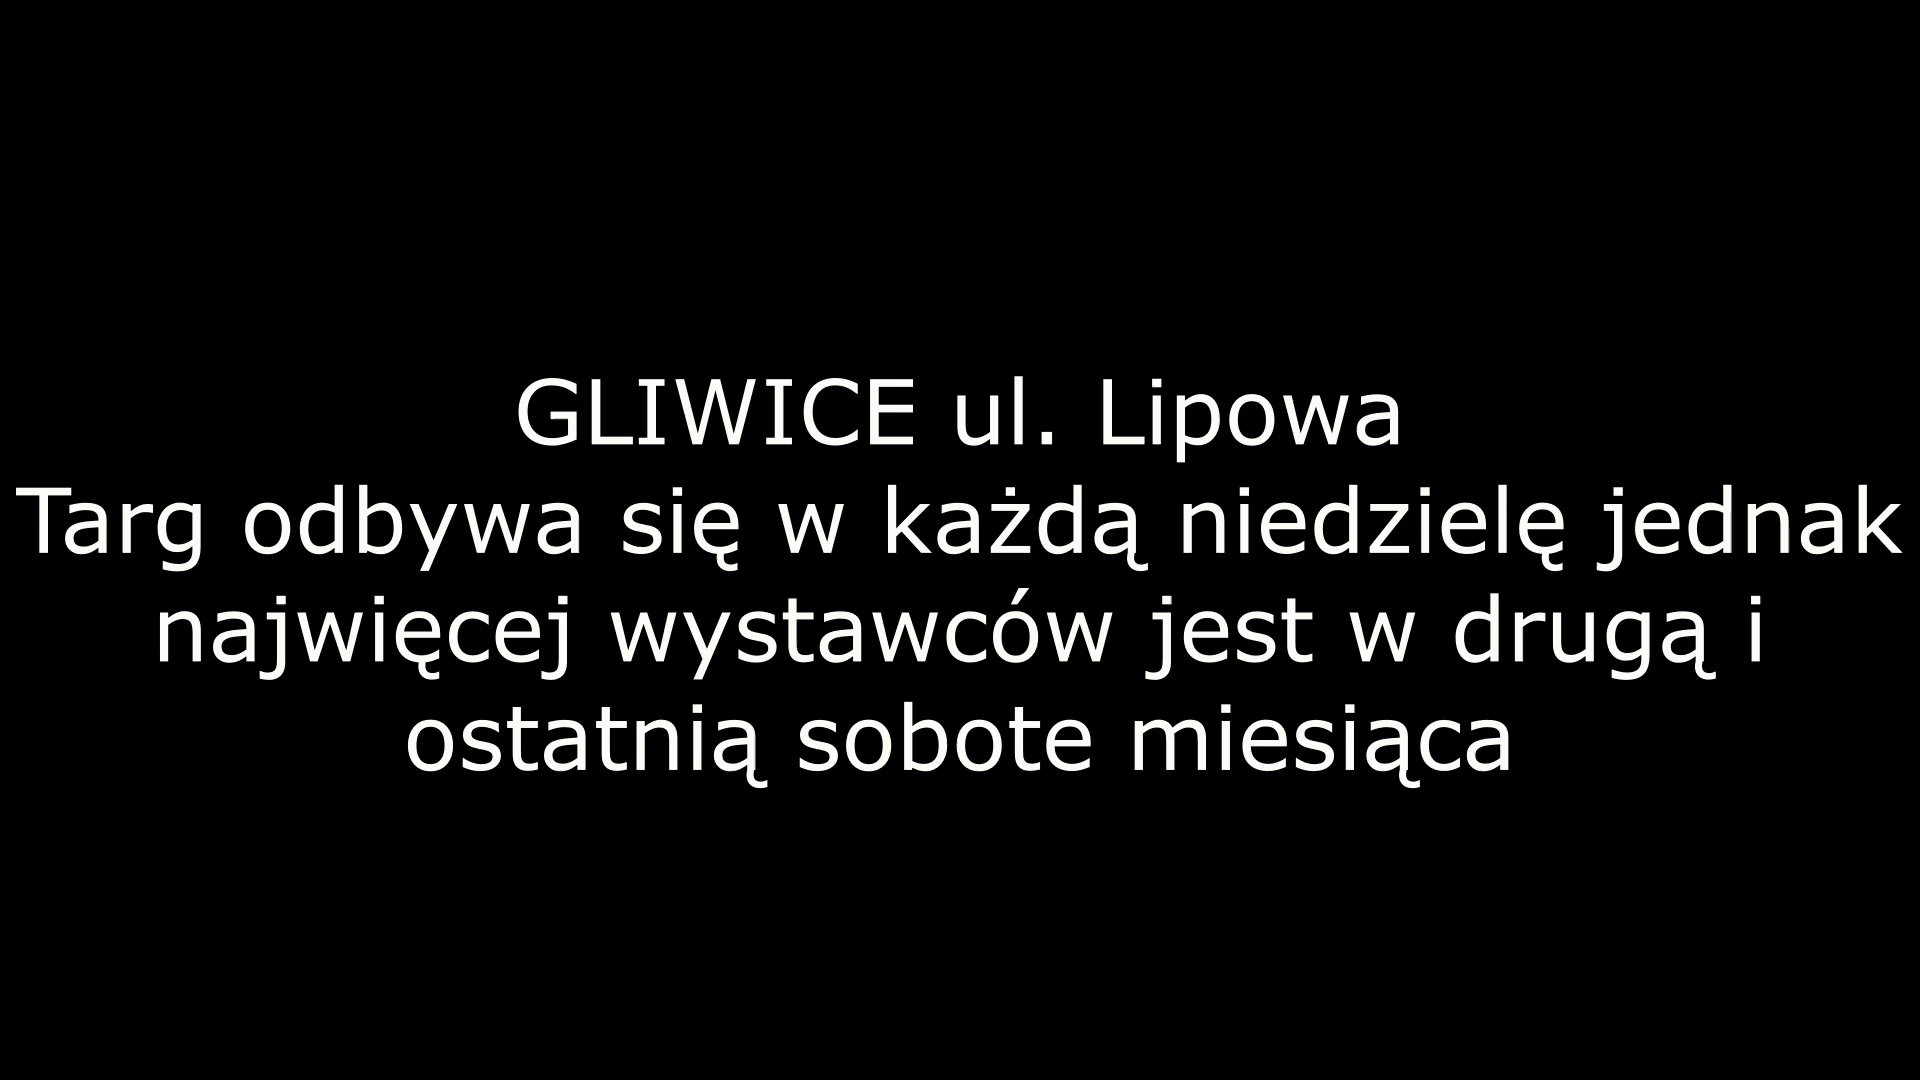 GLIWICE ul. Lipowa
Targ odbywa się w każdą niedzielę jednak
najwięcej wystawców jest w drugą i
ostatnią sobote miesiąca